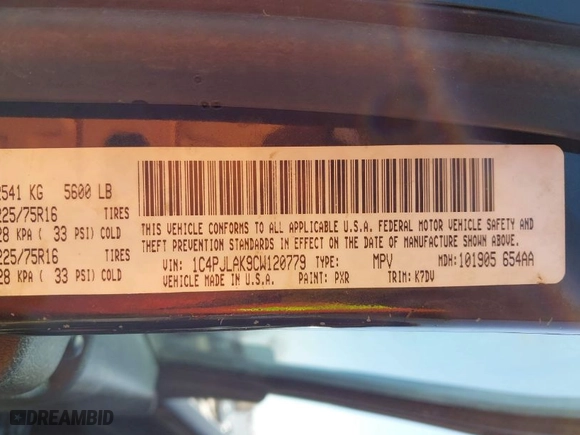 2541 KG 5600 LB
225/75R16 TIRES
28 KPA ( 33 PSI) COLD
225/75R16 TIRES
28 KPA ( 33 PSI) COLD
THIS VEHICLE CONFORMS TO ALL APPLICABLE U.S.A. FEDERAL MOTOR VEHICLE SAFETY AND
THEFT PREVENTION STANDARDS IN EFFECT ON THE DATE OF MANUFACTURE SHOWN ABOVE.
VIN: 1C4PJLAK9CW120779 TYPE: MPV MDH: 101905 654AA
VEHICLE MADE IN U.S.A. PAINT: PXR TRIM: K7DV
DREAMBID